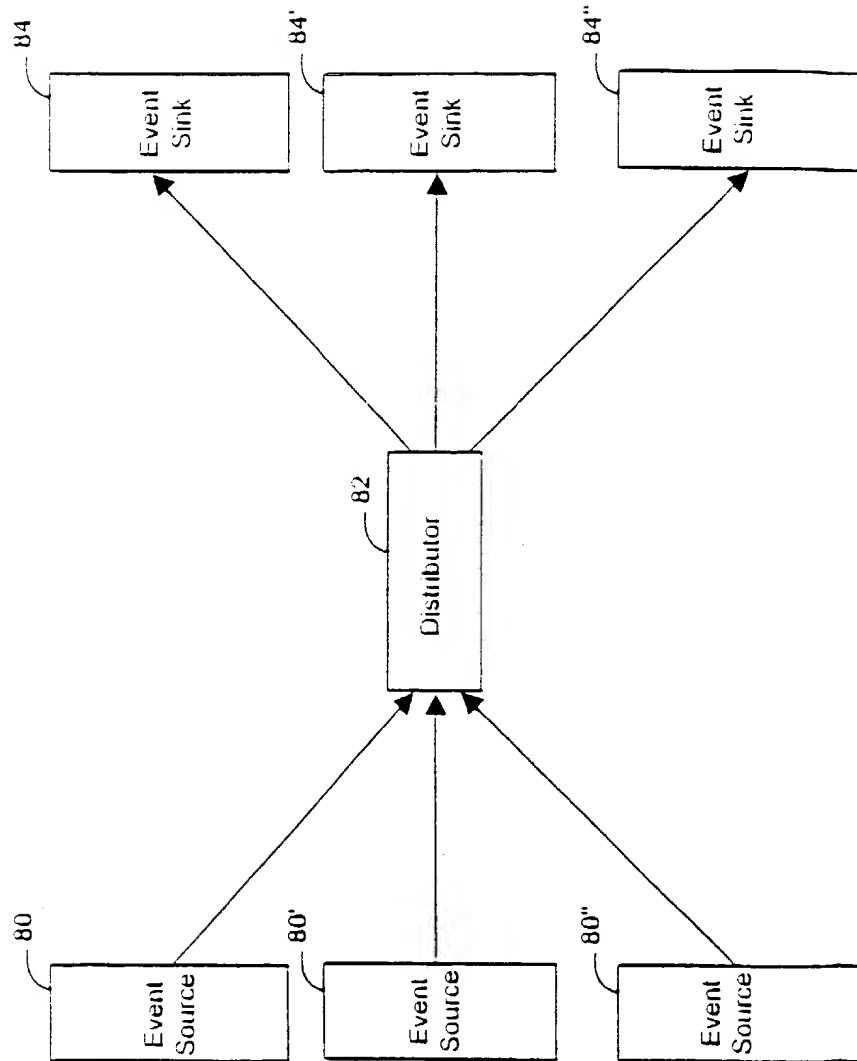 80
Event
Source
80'
Event
Source
80"
Event
Source
82
Distributor
84
Event
Sink
84'
Event
Sink
84"
Event
Sink